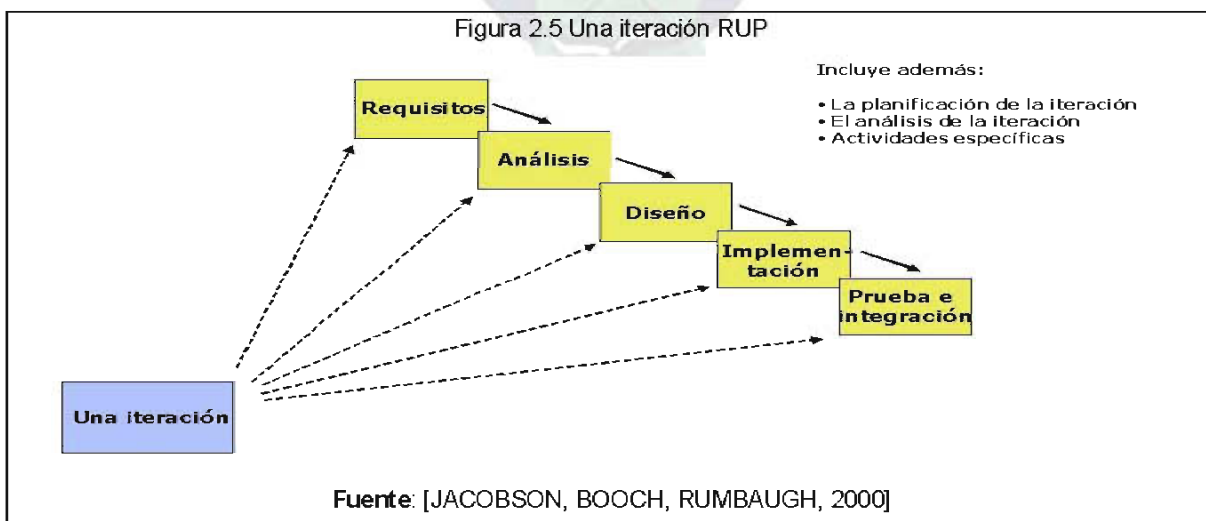 Figura 2.5 Una iteración RUP
Incluye además:
• La planificación de la iteración
• El análisis de la iteración
• Actividades específicas
Requisitos
Análisis
Diseño
Implemen-
tación
Prueba e
integración
Una iteración
Fuente: [JACOBSON, BOOCH, RUMBAUGH, 2000]